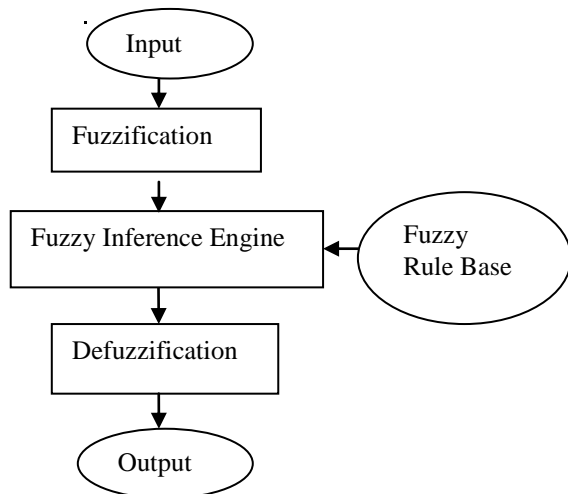 Input
Fuzzification
Fuzzy Inference Engine
Fuzzy
Rule Base
Defuzzification
Output